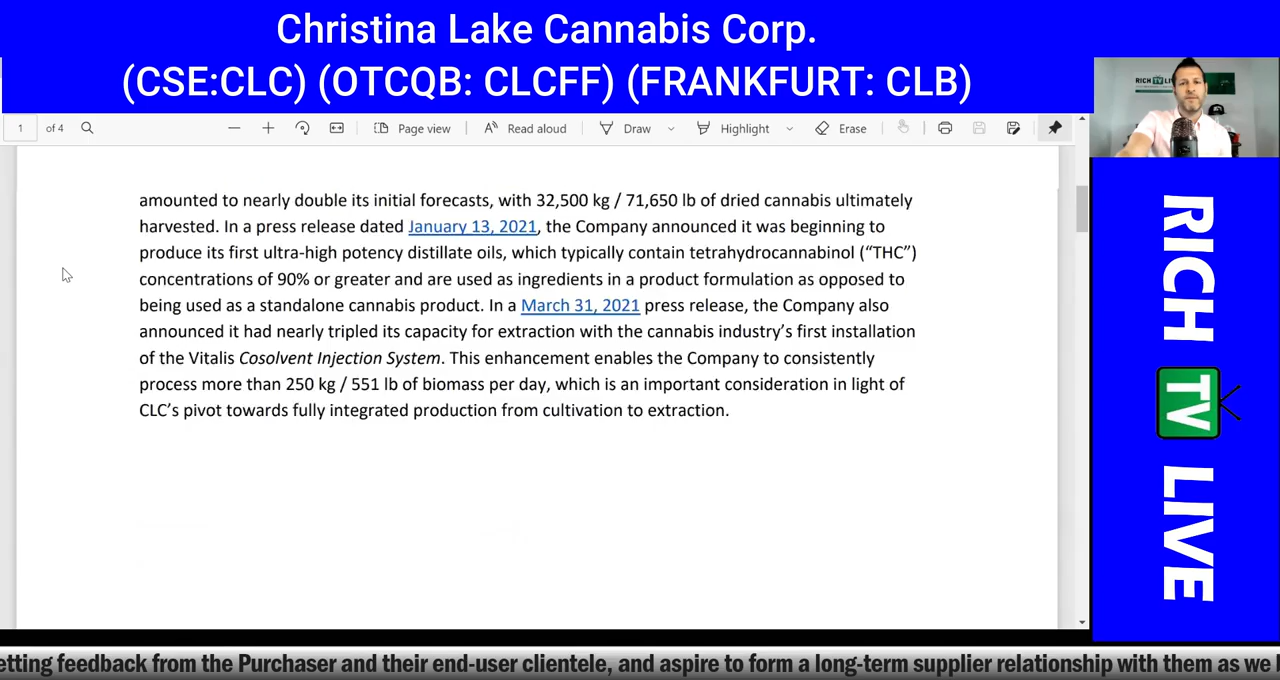 Christina Lake Cannabis Corp.
(CSE:CLC) (OTCQB: CLCFF) (FRANKFURT: CLB)
RICH TV LIVE
1 of 4
Page view
Read aloud
Draw
Highlight
Erase
amounted to nearly double its initial forecasts, with 32,500 kg / 71,650 lb of dried cannabis ultimately
harvested. In a press release dated January 13, 2021, the Company announced it was beginning to
produce its first ultra-high potency distillate oils, which typically contain tetrahydrocannabinol (“THC”)
concentrations of 90% or greater and are used as ingredients in a product formulation as opposed to
being used as a standalone cannabis product. In a March 31, 2021 press release, the Company also
announced it had nearly tripled its capacity for extraction with the cannabis industry’s first installation
of the Vitalis Cosolvent Injection System. This enhancement enables the Company to consistently
process more than 250 kg / 551 lb of biomass per day, which is an important consideration in light of
CLC’s pivot towards fully integrated production from cultivation to extraction.
RICH TV LIVE
etting feedback from the Purchaser and their end-user clientele, and aspire to form a long-term supplier relationship with them as we